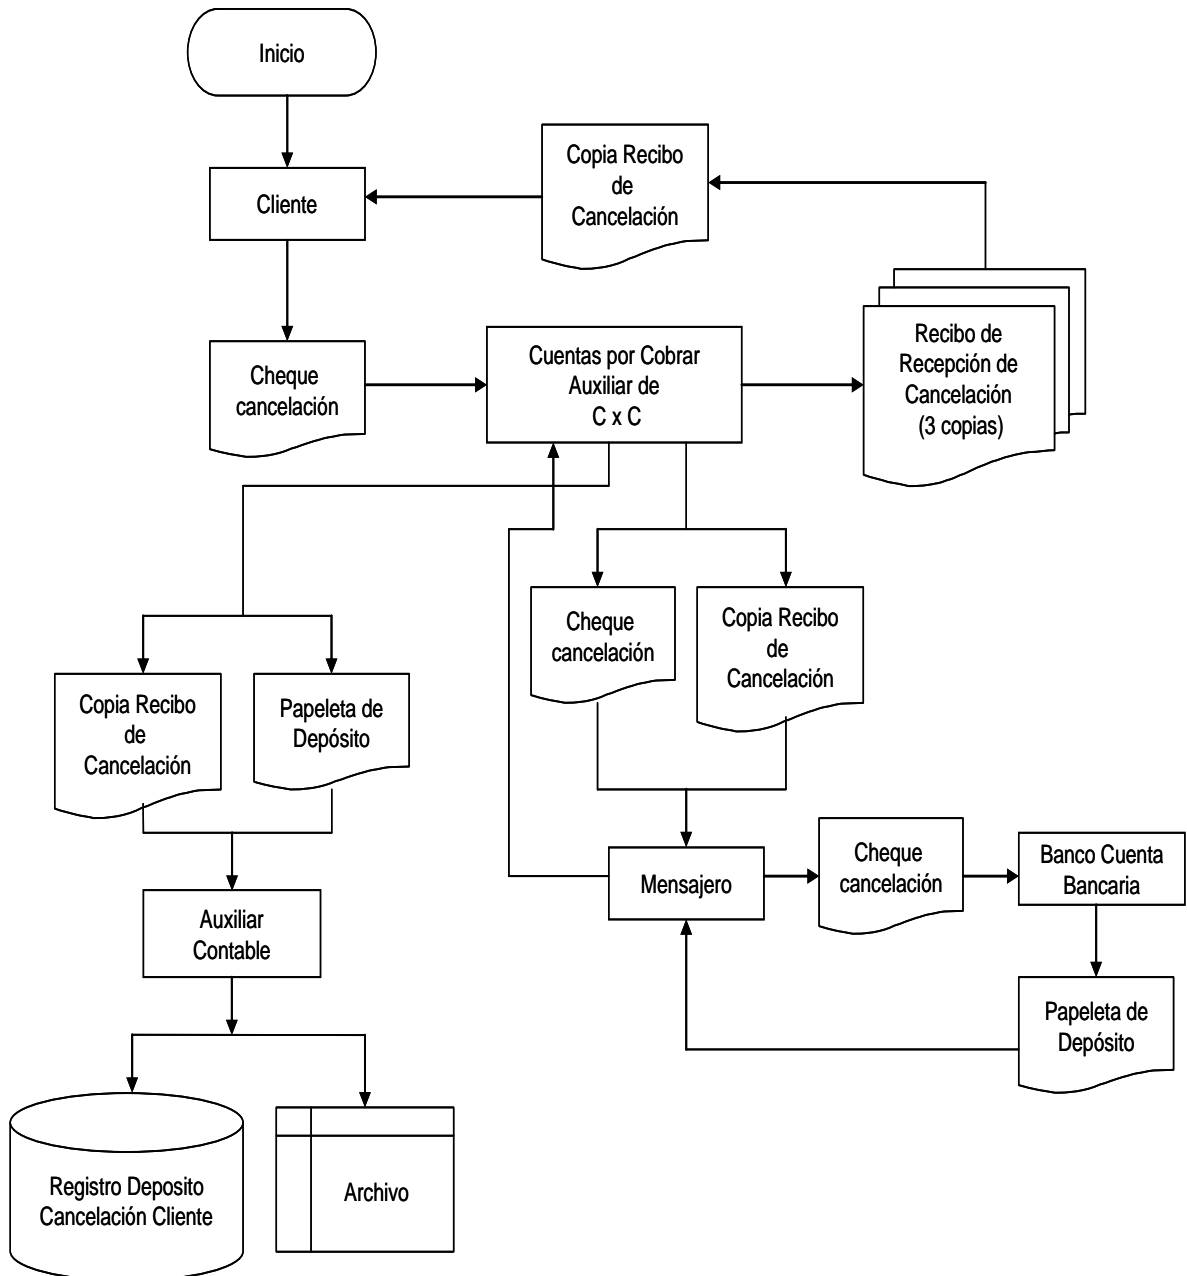 Inicio
Copia Recibo
de
Cancelación
Cliente
Cheque
cancelación
Cuentas por Cobrar
Auxiliar de
C x C
Recibo de
Recepción de
Cancelación
(3 copias)
Cheque
cancelación
Copia Recibo
de
Cancelación
Copia Recibo
de
Cancelación
Papeleta de
Depósito
Mensajero
Cheque
cancelación
Banco Cuenta
Bancaria
Auxiliar
Contable
Papeleta de
Depósito
Registro Deposito
Cancelación Cliente
Archivo